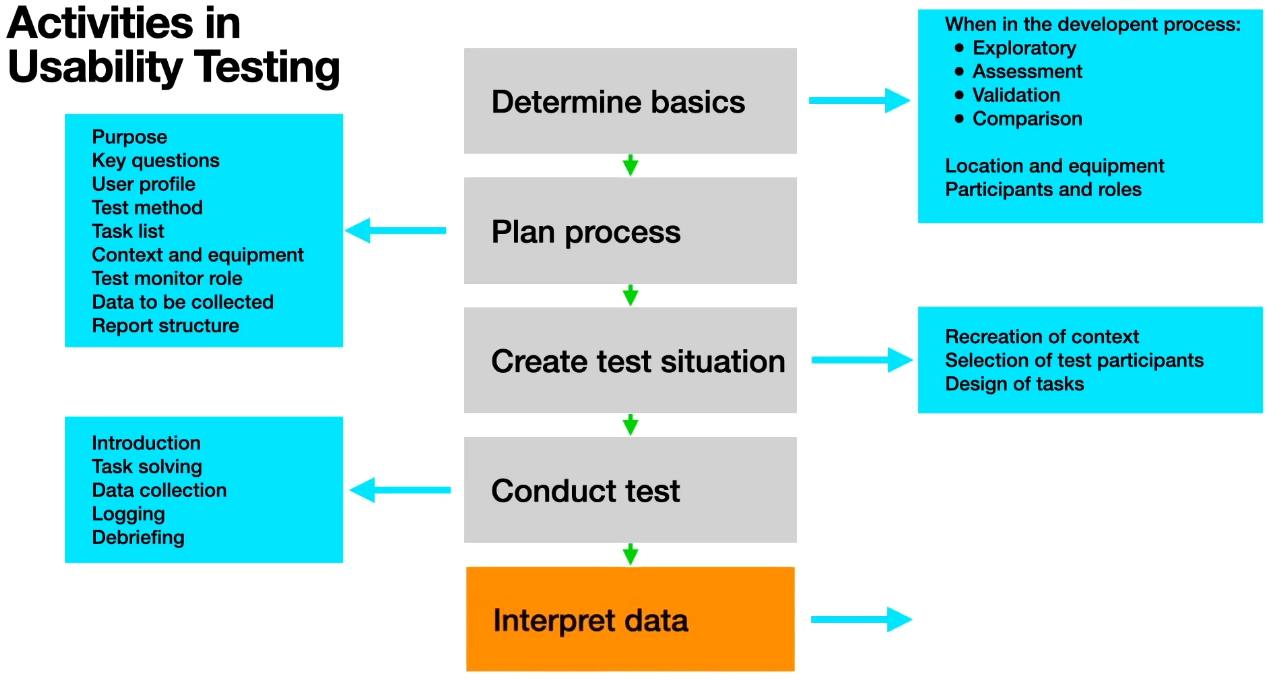 Activities in
Usability Testing
Determine basics
When in the developent process:
● Exploratory
● Assessment
● Validation
● Comparison
Location and equipment
Participants and roles
Plan process
Purpose
Key questions
User profile
Test method
Task list
Context and equipment
Test monitor role
Data to be collected
Report structure
Create test situation
Recreation of context
Selection of test participants
Design of tasks
Conduct test
Introduction
Task solving
Data collection
Logging
Debriefing
Interpret data